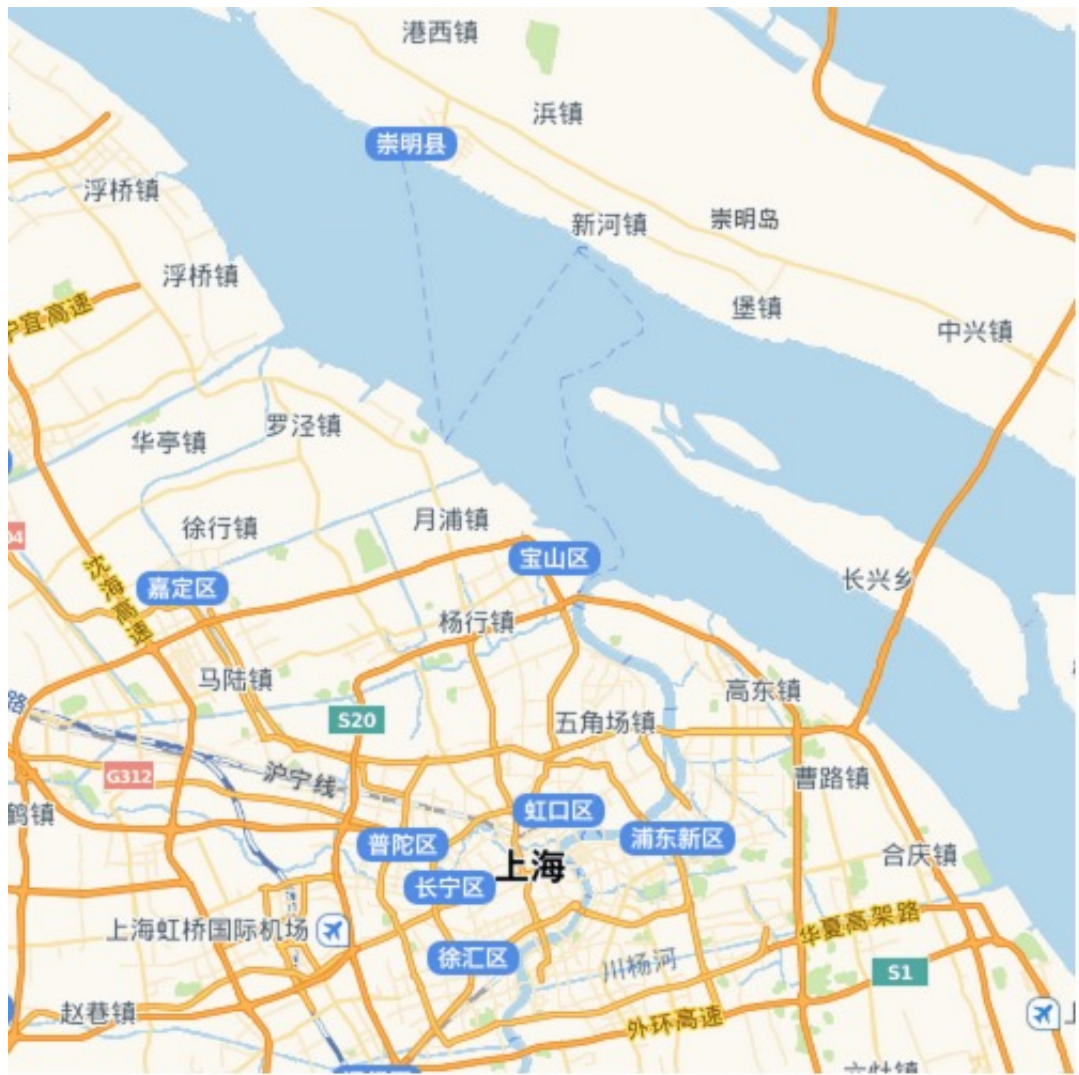 港西镇
浜镇
崇明县
浮桥镇
新河镇
崇明岛
浮桥镇
宁宜高速
堡镇
中兴镇
罗泾镇
华亭镇
徐行镇
月浦镇
宝山区
沈海高速
嘉定区
长兴乡
杨行镇
马陆镇
高东镇
路
S20
五角场镇
G312
沪宁线
曹路镇
鹤镇
虹口区
普陀区
浦东新区
上海
合庆镇
长宁区
上海虹桥国际机场
华夏高架路
徐汇区
川杨河
S1
赵巷镇
外环高速
上
六灶镇